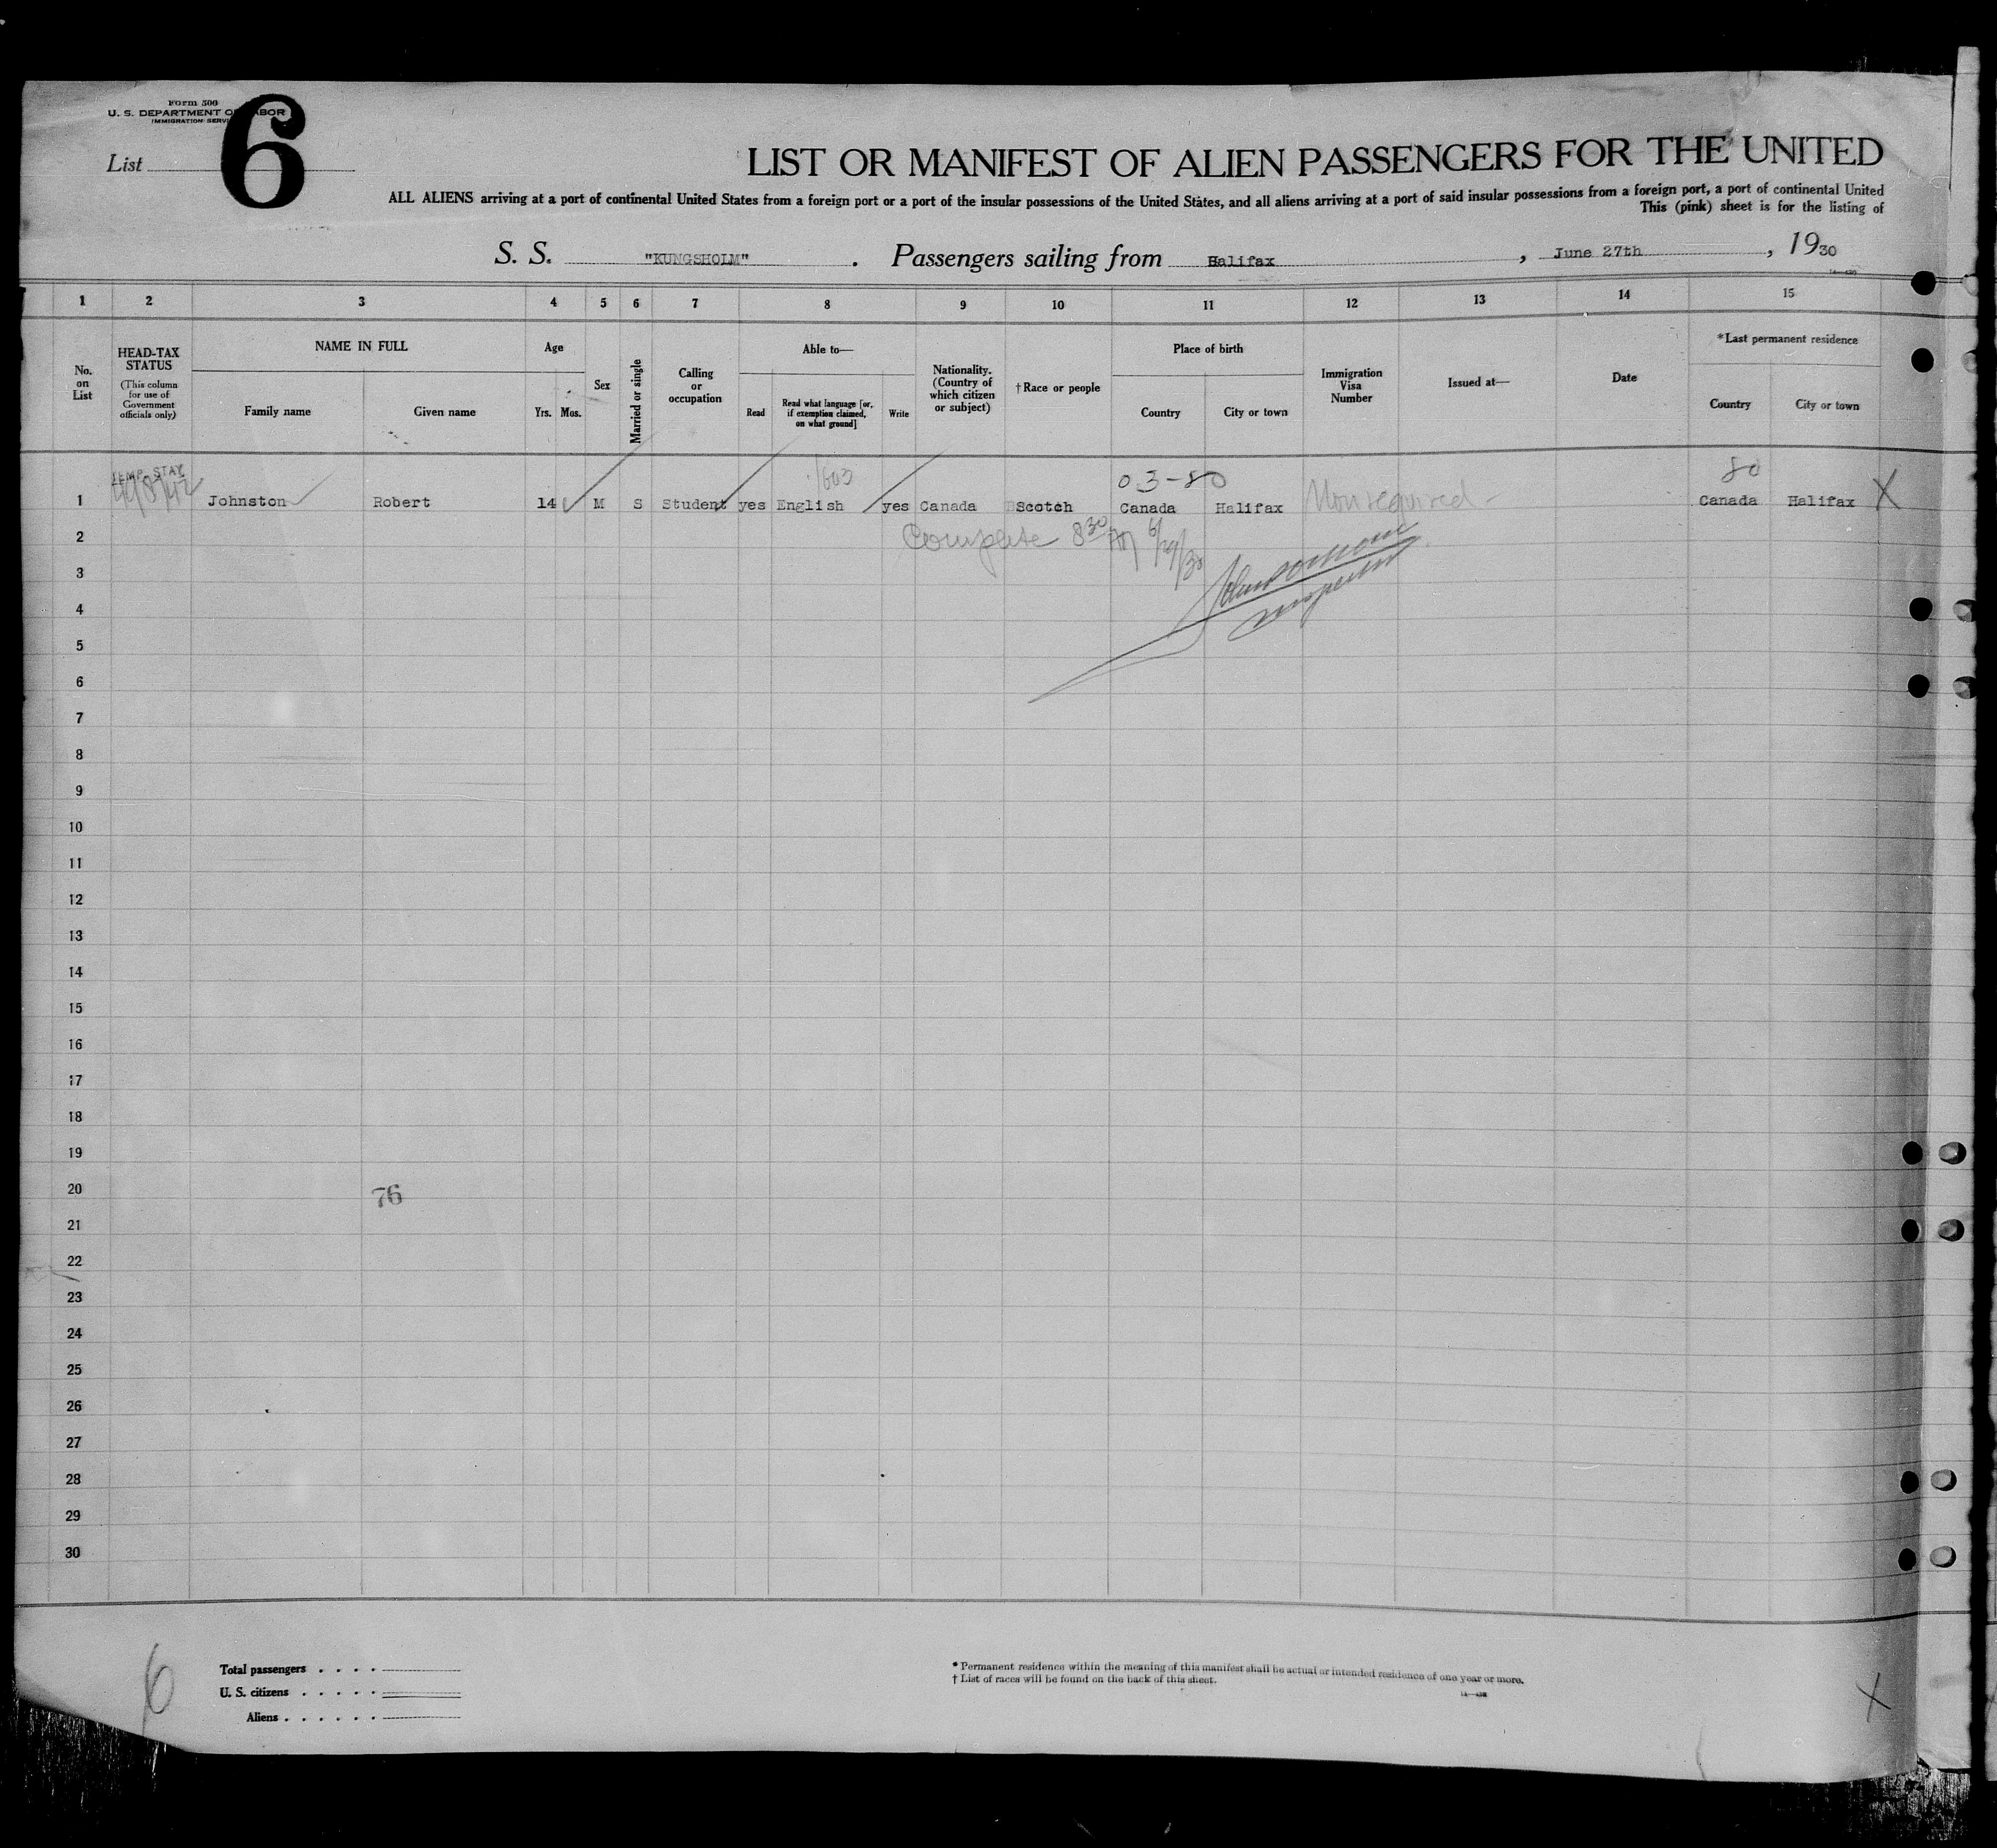 Form 500
U. S. DEPARTMENT OF LABOR
IMMIGRATION SERVICE
List 6
LIST OR MANIFEST OF ALIEN PASSENGERS FOR THE UNITED
ALL ALIENS arriving at a port of continental United States from a foreign port or a port of the insular possessions of the United States, and all aliens arriving at a port of said insular possessions from a foreign port, a port of continental United
This (pink) sheet is for the listing of
S. S. "KUNGSHOLM". Passengers sailing from Halifax, June 27th, 1930
1 2 3 4 5 6 7 8 9 10 11 12 13 14 15
No. on List
HEAD-TAX STATUS (This column for use of Government officials only)
NAME IN FULL
Family name
Given name
Age
Yrs. Mos.
Sex
Married or single
Calling or occupation
Able to—
Read
Read what language [or, if exemption claimed, on what ground]
Write
Nationality. (Country of which citizen or subject)
†Race or people
Place of birth
Country
City or town
Immigration Visa Number
Issued at—
Date
*Last permanent residence
Country
City or town
TEMP. STAY
03-80
80
1 Johnston Robert 14 M S Student yes English yes Canada Scotch Canada Halifax Non required - Canada Halifax X
2 Complete 8 30 6/29/30
3
4
5
6
7
8
9
10
11
12
13
14
15
16
17
18
19
20 76
21
22
23
24
25
26
27
28
29
30
6
Total passengers . . . .
U. S. citizens . . . . .
Aliens . . . . . .
* Permanent residence within the meaning of this manifest shall be actual or intended residence of one year or more.
† List of races will be found on the back of this sheet.
X